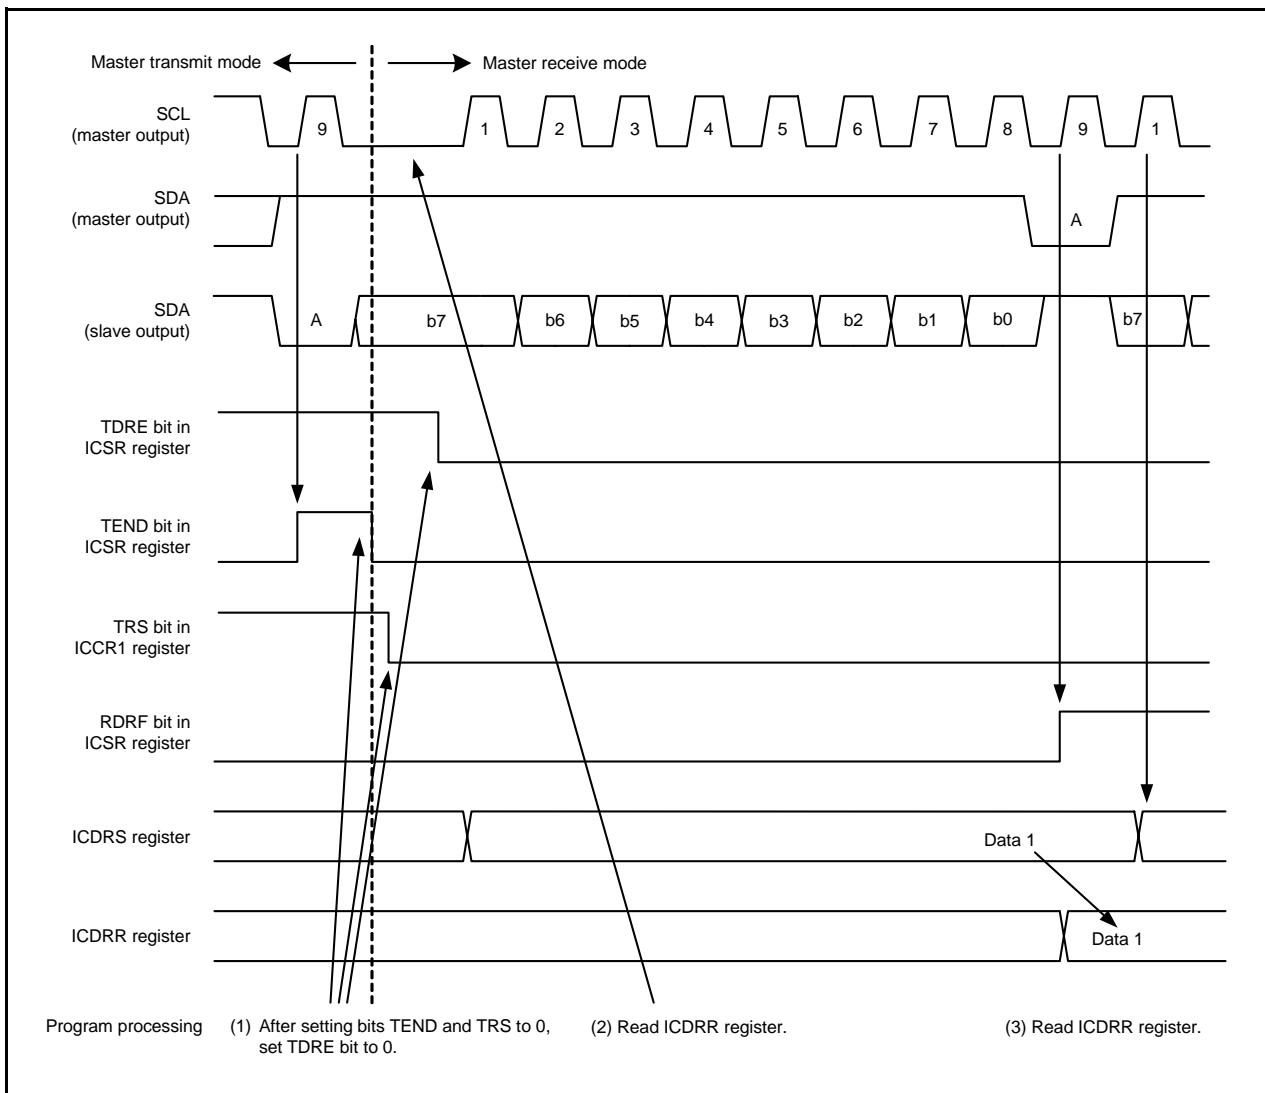 Master transmit mode
Master receive mode
SCL
(master output)
9
1
2
3
4
5
6
7
8
9
1
SDA
(master output)
A
SDA
(slave output)
A
b7
b6
b5
b4
b3
b2
b1
b0
b7
TDRE bit in
ICSR register
TEND bit in
ICSR register
TRS bit in
ICCR1 register
RDRF bit in
ICSR register
ICDRS register
Data 1
ICDRR register
Data 1
Program processing
(1) After setting bits TEND and TRS to 0,
set TDRE bit to 0.
(2) Read ICDRR register.
(3) Read ICDRR register.